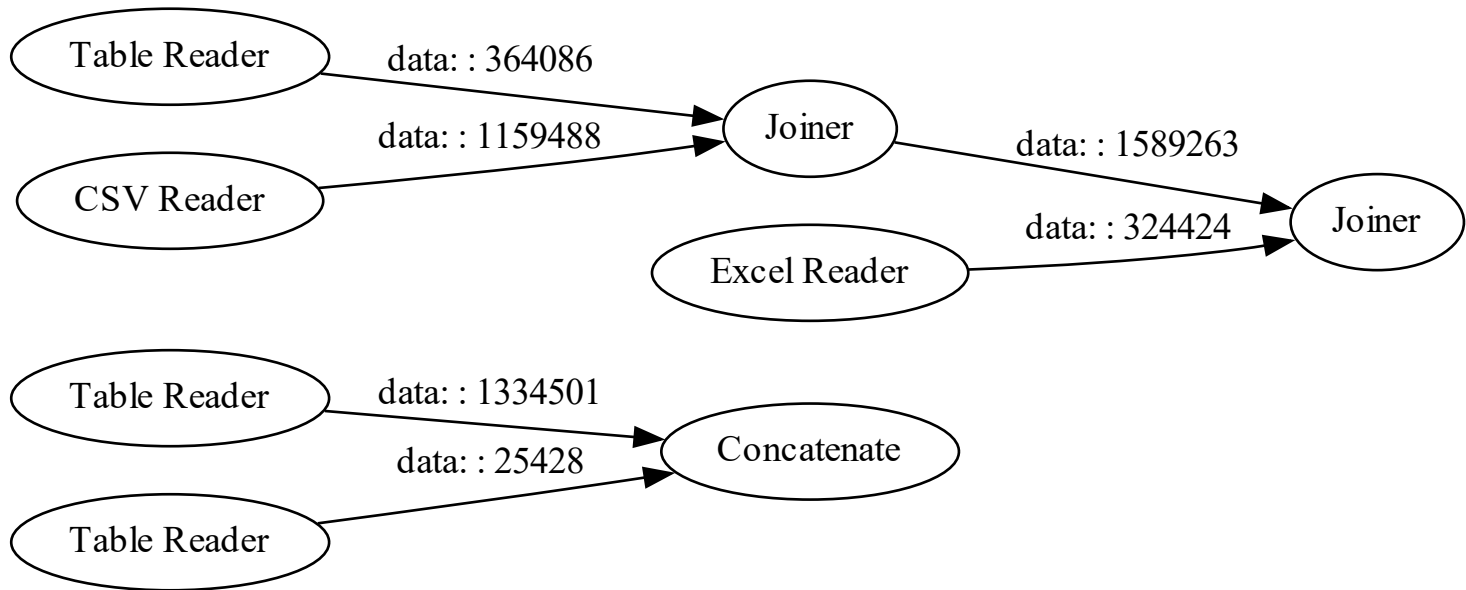 Table Reader
data: : 364086
CSV Reader
data: : 1159488
Joiner
data: : 1589263
Excel Reader
data: : 324424
Joiner
Table Reader
data: : 1334501
Table Reader
data: : 25428
Concatenate